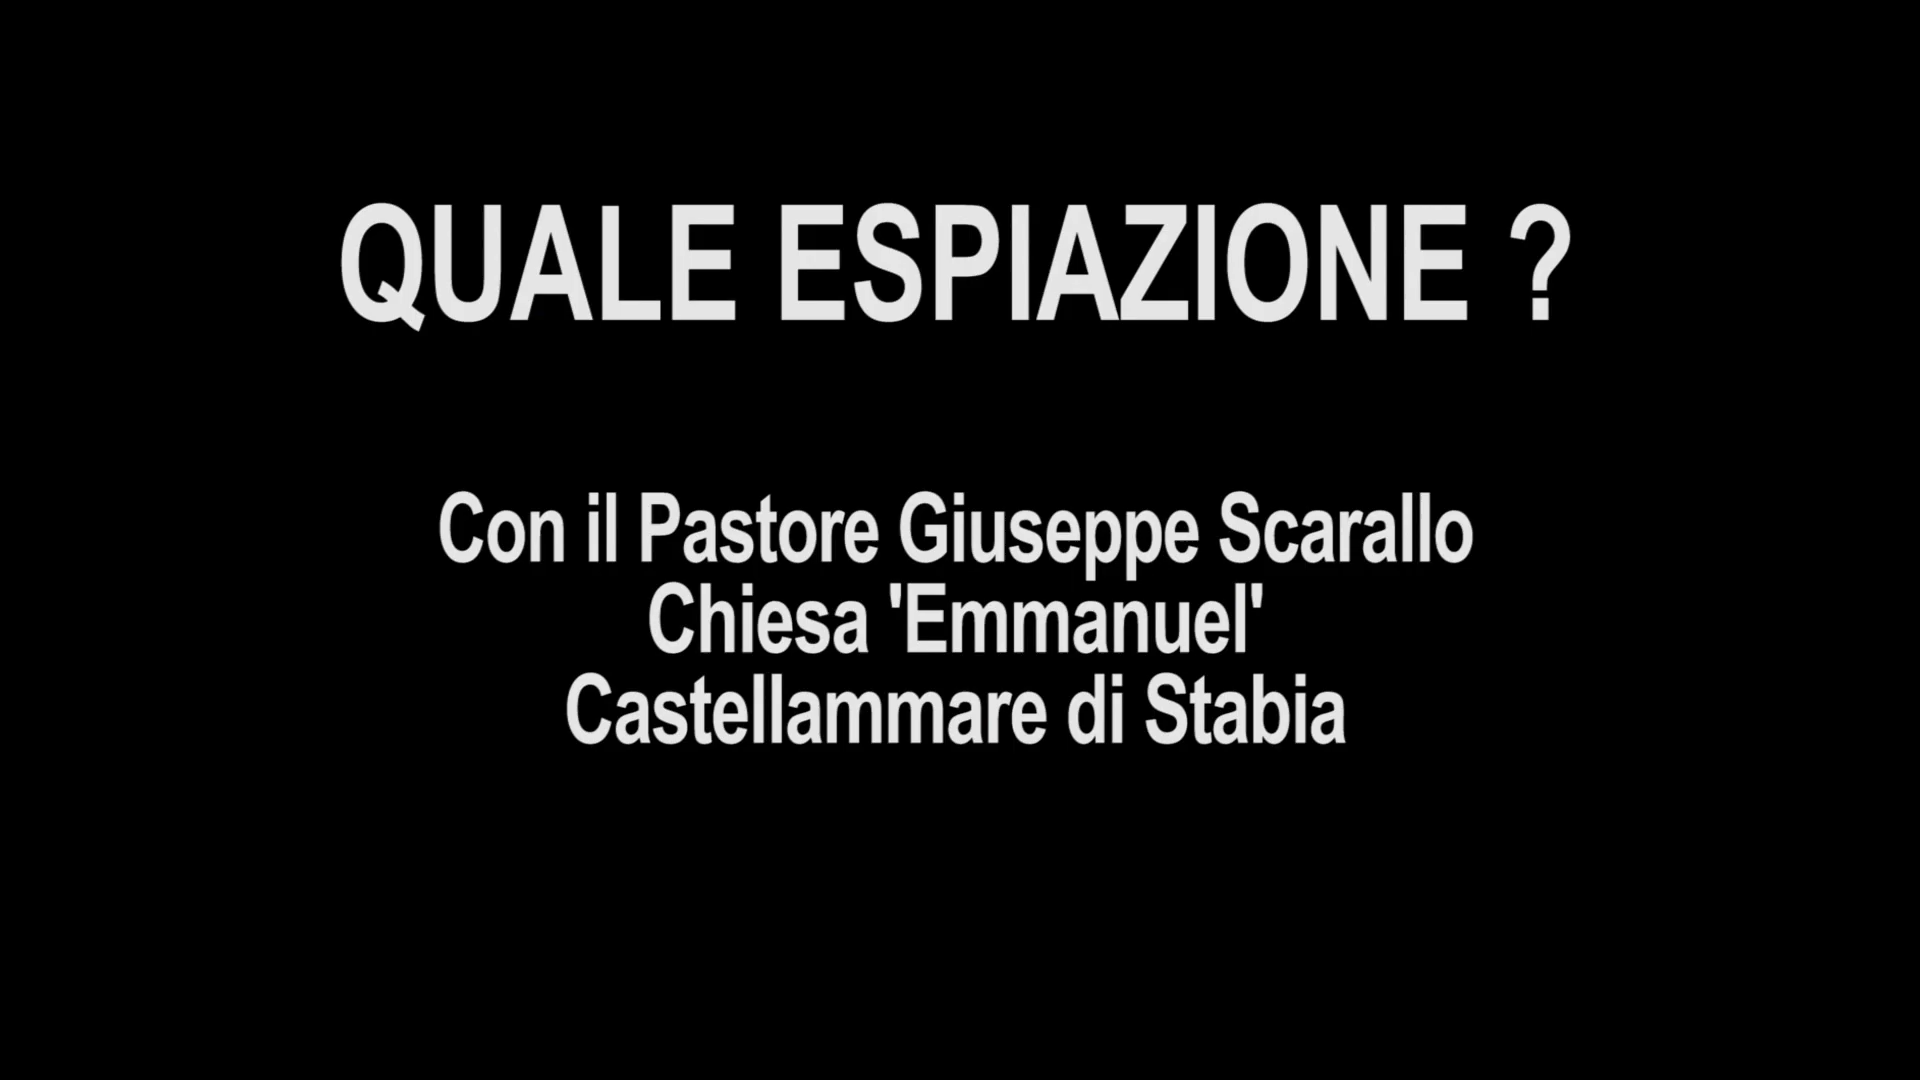 QUALE ESPIAZIONE ?
Con il Pastore Giuseppe Scarallo
Chiesa 'Emmanuel'
Castellammare di Stabia